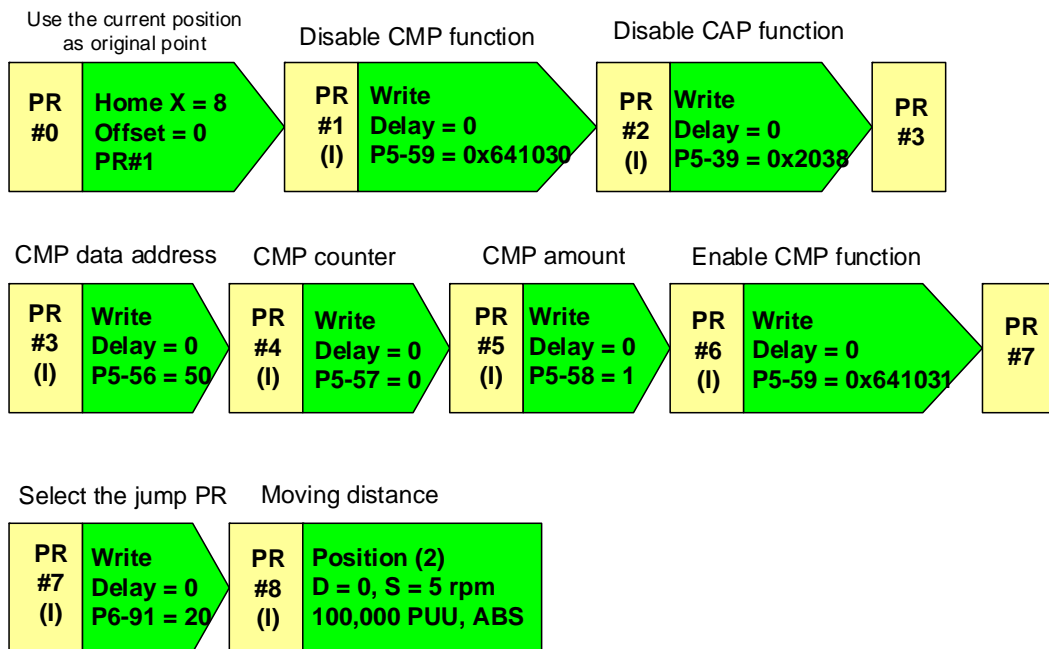 Use the current position
as original point
Disable CMP function
Disable CAP function
PR
#0
Home X = 8
Offset = 0
PR#1
PR
#1
(I)
Write
Delay = 0
P5-59 = 0x641030
PR
#2
(I)
Write
Delay = 0
P5-39 = 0x2038
PR
#3
CMP data address
CMP counter
CMP amount
Enable CMP function
PR
#3
(I)
Write
Delay = 0
P5-56 = 50
PR
#4
(I)
Write
Delay = 0
P5-57 = 0
PR
#5
(I)
Write
Delay = 0
P5-58 = 1
PR
#6
(I)
Write
Delay = 0
P5-59 = 0x641031
PR
#7
Select the jump PR
Moving distance
PR
#7
(I)
Write
Delay = 0
P6-91 = 20
PR
#8
(I)
Position (2)
D = 0, S = 5 rpm
100,000 PUU, ABS